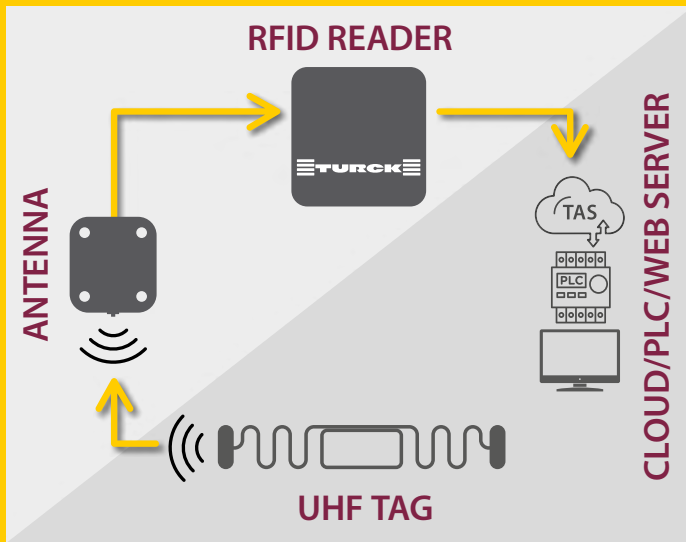 RFID READER
TURCK
ANTENNA
CLOUD/PLC/WEB SERVER
TAS
PLC
UHF TAG